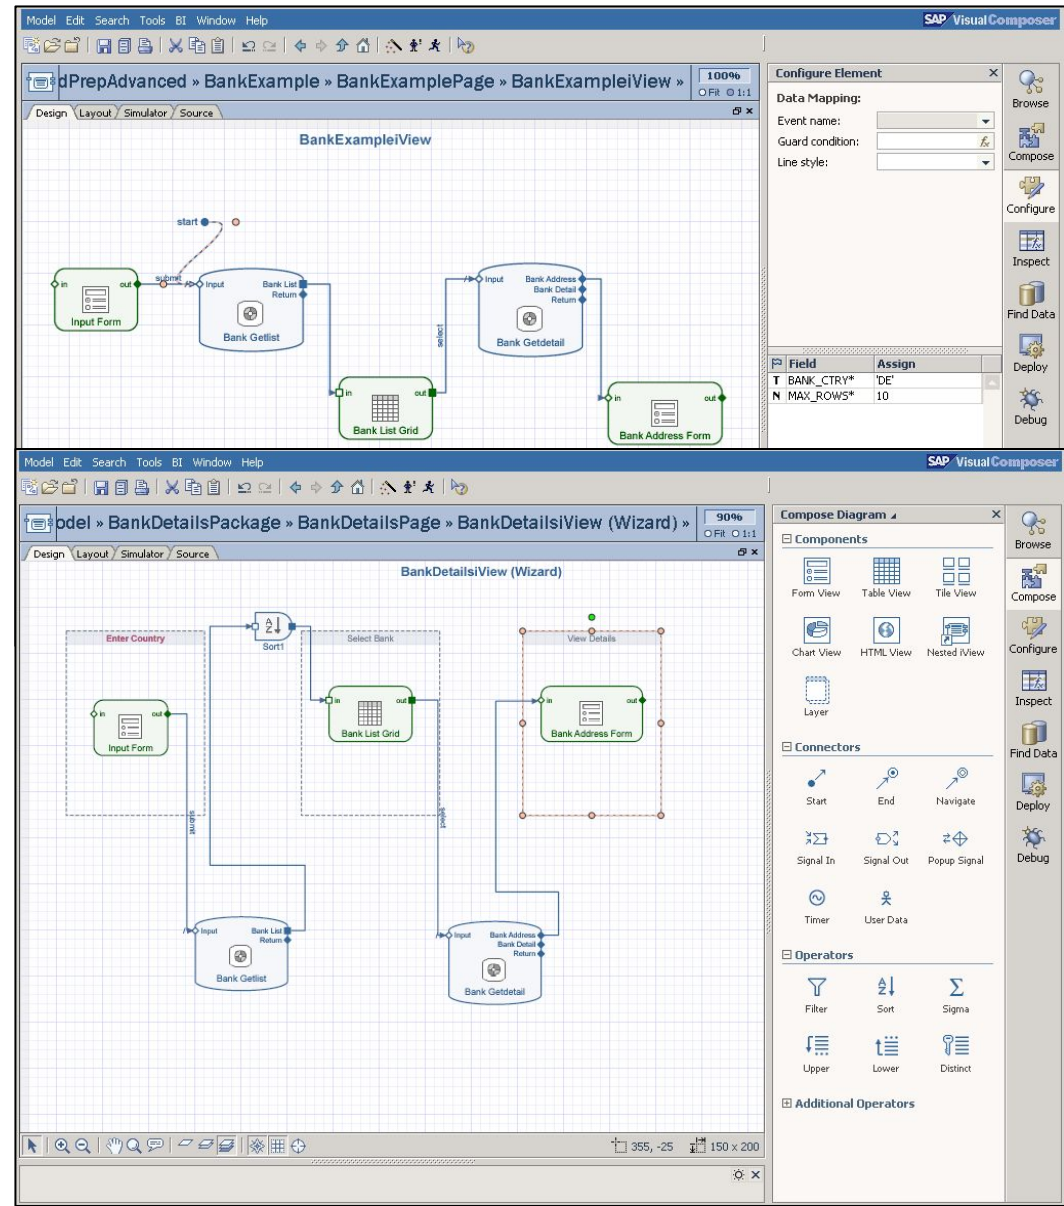 Model Edit Search Tools BI Window Help
SAP VisualComposer
dPrepAdvanced » BankExample » BankExamplePage » BankExampleiView »
100%
Fit 1:1
Design Layout Simulator Source
BankExampleiView
start
submit
in out
Input Form
Input Bank List
Return
Bank Getlist
select
in out
Bank List Grid
Input Bank Address
Bank Detail
Return
Bank Getdetail
in out
Bank Address Form
Configure Element
Data Mapping:
Event name:
Guard condition:
Line style:
Field Assign
T BANK_CTRY* 'DE'
N MAX_ROWS* 10
Browse
Compose
Configure
Inspect
Find Data
Deploy
Debug
Model Edit Search Tools BI Window Help
SAP VisualComposer
odel » BankDetailsPackage » BankDetailsPage » BankDetailsiView (Wizard) »
90%
Fit 1:1
Design Layout Simulator Source
BankDetailsiView (Wizard)
Enter Country
Sort1
Select Bank
View Details
in out
Input Form
in out
Bank List Grid
in out
Bank Address Form
submit
select
Input Bank List
Return
Bank Getlist
Input Bank Address
Bank Detail
Return
Bank Getdetail
355, -25 150 x 200
Compose Diagram
Components
Form View Table View Tile View
Chart View HTML View Nested iView
Layer
Connectors
Start End Navigate
Signal In Signal Out Popup Signal
Timer User Data
Operators
Filter Sort Sigma
Upper Lower Distinct
Additional Operators
Browse
Compose
Configure
Inspect
Find Data
Deploy
Debug